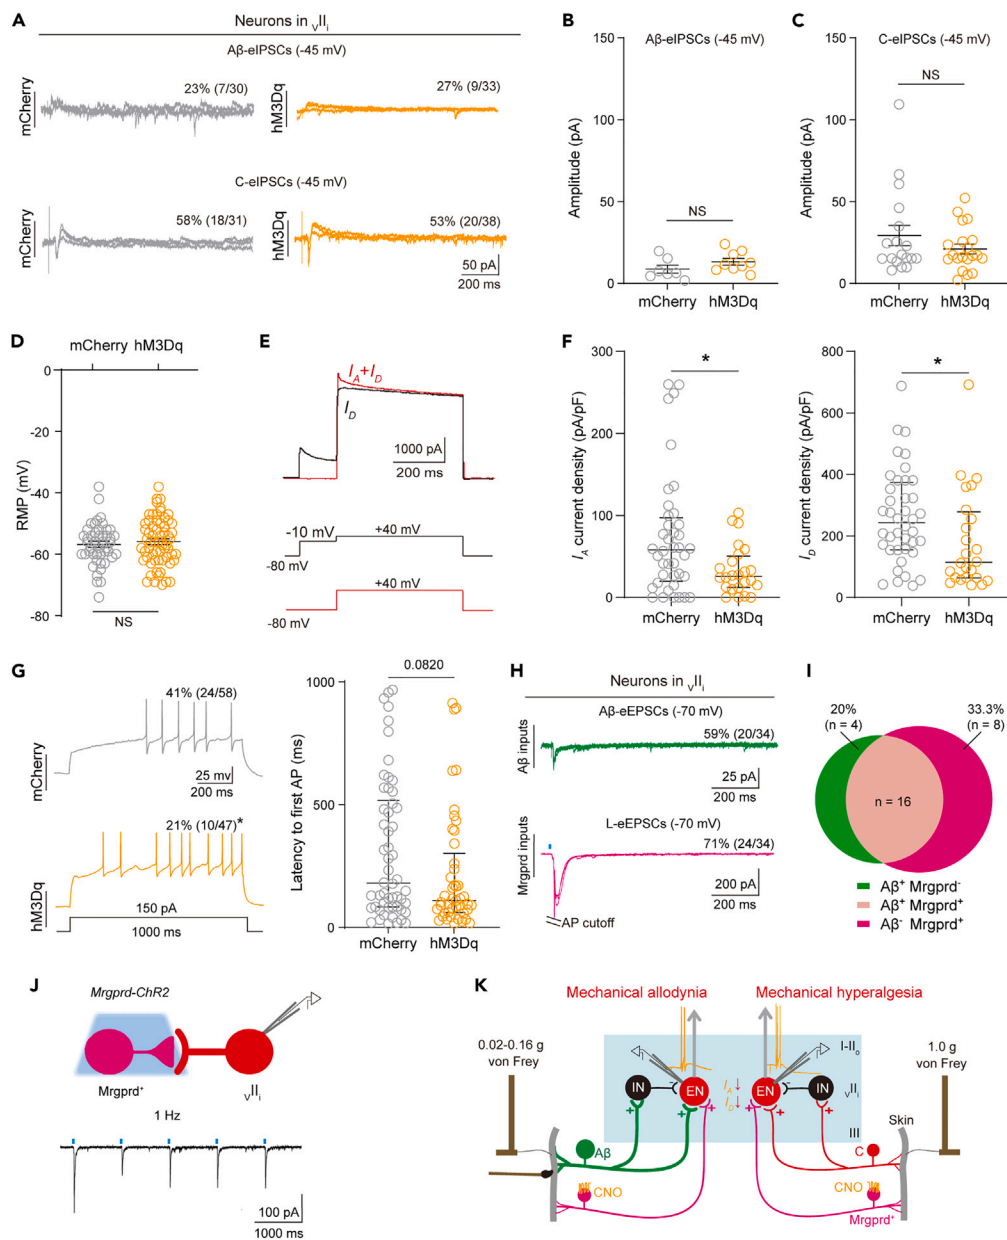 A
Neurons in vIIi
Aβ-eIPSCs (-45 mV)
mCherry
23% (7/30)
hM3Dq
27% (9/33)
C-eIPSCs (-45 mV)
mCherry
58% (18/31)
hM3Dq
53% (20/38)
50 pA
200 ms
B
Aβ-eIPSCs (-45 mV)
Amplitude (pA)
150
100
50
0
NS
mCherry hM3Dq
C
C-eIPSCs (-45 mV)
Amplitude (pA)
150
100
50
0
NS
mCherry hM3Dq
D
mCherry hM3Dq
RMP (mV)
0
-20
-40
-60
-80
NS
E
IA+ID
ID
1000 pA
200 ms
-10 mV
+40 mV
-80 mV
+40 mV
-80 mV
F
IA current density (pA/pF)
300
200
100
0
*
mCherry hM3Dq
ID current density (pA/pF)
800
600
400
200
0
*
mCherry hM3Dq
G
mCherry
41% (24/58)
25 mv
200 ms
hM3Dq
21% (10/47)*
150 pA
1000 ms
Latency to first AP (ms)
1000
500
0
0.0820
mCherry hM3Dq
H
Neurons in vIIi
Aβ-eEPSCs (-70 mV)
Aβ inputs
59% (20/34)
25 pA
200 ms
L-eEPSCs (-70 mV)
Mrgprd inputs
71% (24/34)
200 pA
200 ms
AP cutoff
I
20%
(n = 4)
33.3%
(n = 8)
n = 16
Aβ+ Mrgprd-
Aβ+ Mrgprd+
Aβ- Mrgprd+
J
Mrgprd-ChR2
Mrgprd+
vIIi
1 Hz
100 pA
1000 ms
K
Mechanical allodynia
Mechanical hyperalgesia
0.02-0.16 g
von Frey
1.0 g
von Frey
I-IIo
IN
-
EN
IA↓
ID↓
EN
-
IN
vIIi
+
+
+
+
+
+
III
Skin
Aβ
C
CNO
CNO
Mrgprd+